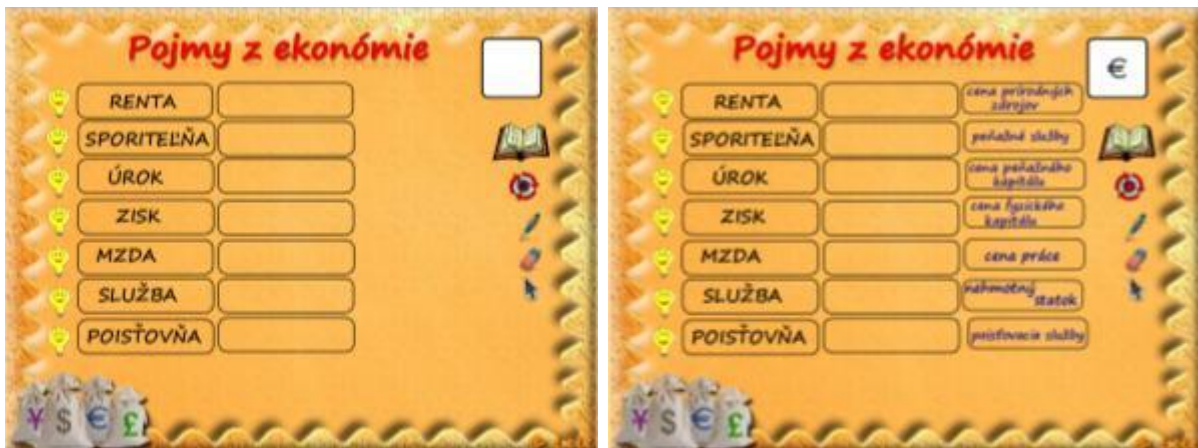 Pojmy z ekonómie
RENTA
SPORITEĽŇA
ÚROK
ZISK
MZDA
SLUŽBA
POISŤOVŇA
¥ $ € £
Pojmy z ekonómie
€
RENTA
cena prírodných
zdrojov
SPORITEĽŇA
peňažné služby
ÚROK
cena peňažného
kapitálu
ZISK
cena fyzického
kapitálu
MZDA
cena práce
SLUŽBA
nehmotný
statok
POISŤOVŇA
poisťovacie služby
¥ $ € £